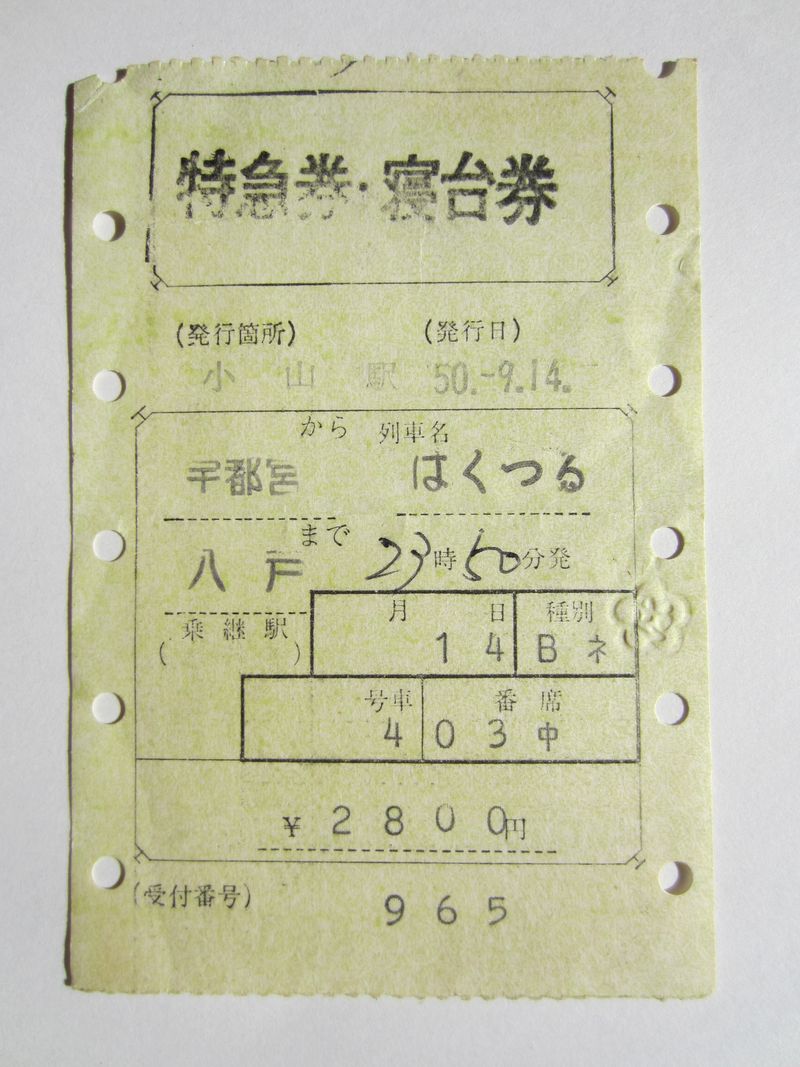 特急券・寝台券
(発行箇所) (発行日)
小山駅 50.-9.14.
から 列車名
宇都宮 はくつる
まで 23時50分発
八戸
月 日 種別
乗継駅
( ) 14 Bネ
号車 番席
4 03中
¥2800円
(受付番号) 965